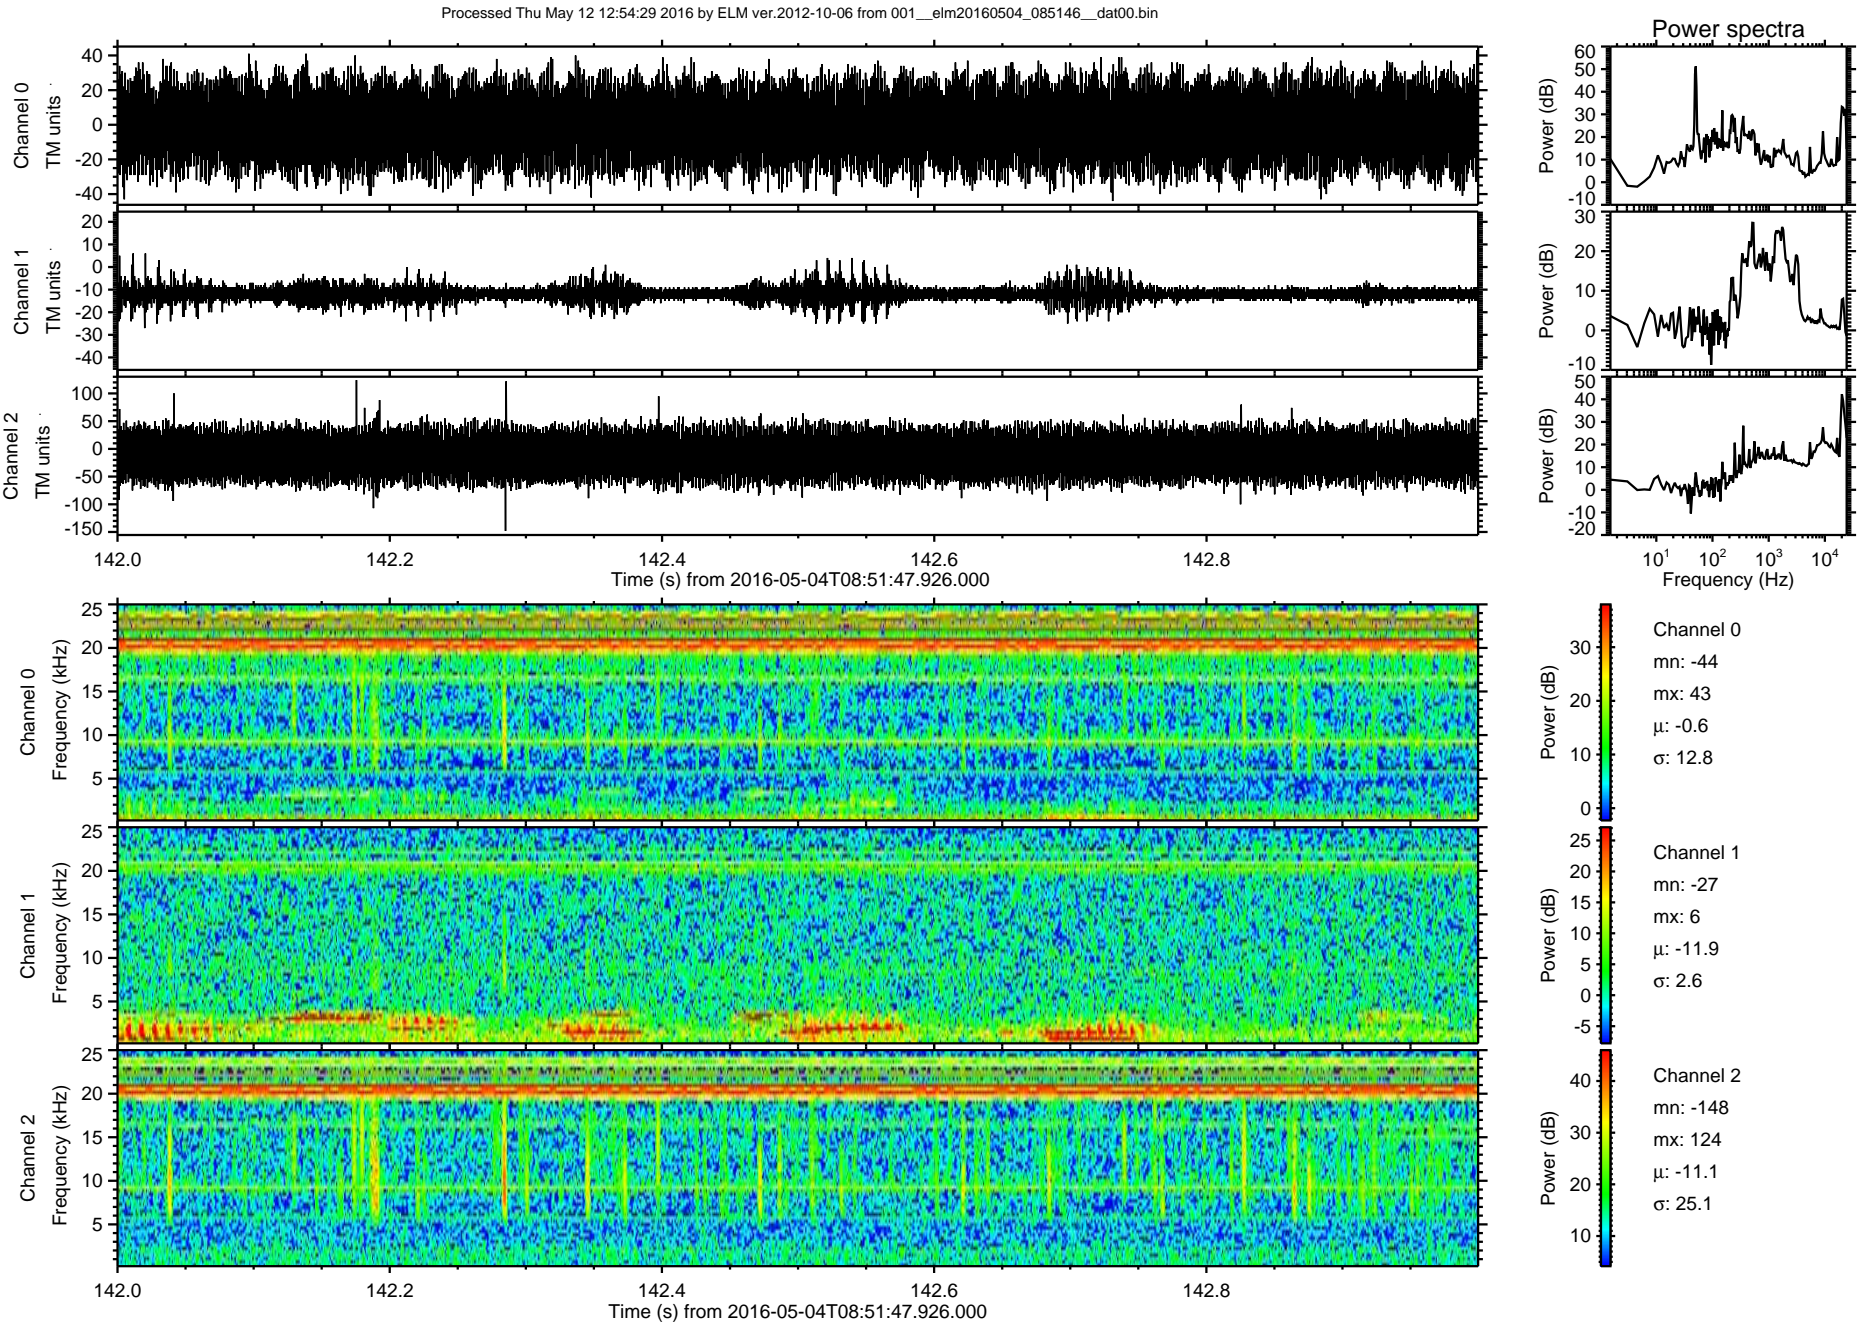 Processed Thu May 12 12:54:29 2016 by ELM ver.2012-10-06 from 001__elm20160504_085146__dat00.bin
Power spectra
Channel 0
TM units
40
20
0
-20
-40
Power (dB)
60
50
40
30
20
10
0
-10
Channel 1
TM units
20
10
0
-10
-20
-30
-40
Power (dB)
30
20
10
0
-10
Channel 2
TM units
100
50
0
-50
-100
-150
Power (dB)
50
40
30
20
10
0
-10
-20
142.0 142.2 142.4 142.6 142.8
Time (s) from 2016-05-04T08:51:47.926.000
10¹ 10² 10³ 10⁴
Frequency (Hz)
Channel 0
Frequency (kHz)
25
20
15
10
5
Power (dB)
30
20
10
0
Channel 0
mn: -44
mx: 43
μ: -0.6
σ: 12.8
Channel 1
Frequency (kHz)
25
20
15
10
5
Power (dB)
25
20
15
10
5
0
-5
Channel 1
mn: -27
mx: 6
μ: -11.9
σ: 2.6
Channel 2
Frequency (kHz)
25
20
15
10
5
Power (dB)
40
30
20
10
Channel 2
mn: -148
mx: 124
μ: -11.1
σ: 25.1
142.0 142.2 142.4 142.6 142.8
Time (s) from 2016-05-04T08:51:47.926.000